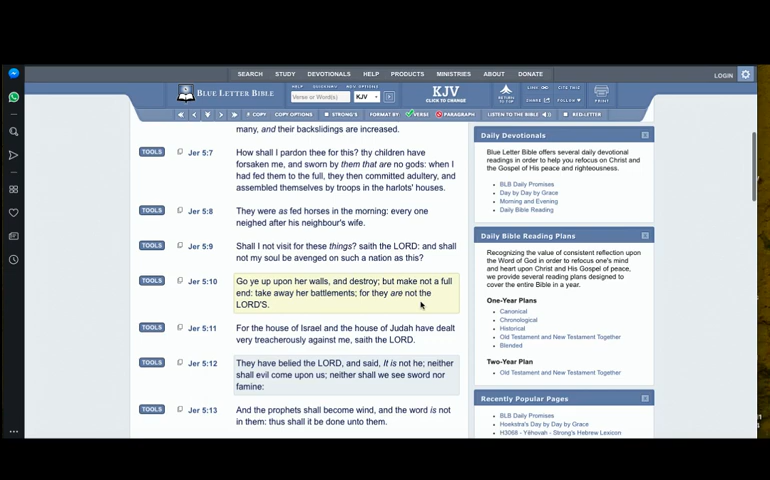 SEARCH STUDY DEVOTIONALS HELP PRODUCTS MINISTRIES ABOUT DONATE
LOGIN
BLUE LETTER BIBLE
HELP QUICKNAV ADV. OPTIONS
Verse or Word(s) KJV
KJV
CLICK TO CHANGE
RETURN TO TOP
LINK
CITE THIS
SHARE
FOLLOW
PRINT
COPY COPY OPTIONS STRONG'S FORMAT BY VERSE PARAGRAPH LISTEN TO THE BIBLE RED-LETTER
many, and their backslidings are increased.
TOOLS Jer 5:7 How shall I pardon thee for this? thy children have
forsaken me, and sworn by them that are no gods: when I
had fed them to the full, they then committed adultery, and
assembled themselves by troops in the harlots' houses.
TOOLS Jer 5:8 They were as fed horses in the morning: every one
neighed after his neighbour's wife.
TOOLS Jer 5:9 Shall I not visit for these things? saith the LORD: and shall
not my soul be avenged on such a nation as this?
TOOLS Jer 5:10 Go ye up upon her walls, and destroy; but make not a full
end: take away her battlements; for they are not the
LORD'S.
TOOLS Jer 5:11 For the house of Israel and the house of Judah have dealt
very treacherously against me, saith the LORD.
TOOLS Jer 5:12 They have belied the LORD, and said, It is not he; neither
shall evil come upon us; neither shall we see sword nor
famine:
TOOLS Jer 5:13 And the prophets shall become wind, and the word is not
in them: thus shall it be done unto them.
Daily Devotionals
Blue Letter Bible offers several daily devotional
readings in order to help you refocus on Christ and
the Gospel of His peace and righteousness.
BLB Daily Promises
Day by Day by Grace
Morning and Evening
Daily Bible Reading
Daily Bible Reading Plans
Recognizing the value of consistent reflection upon
the Word of God in order to refocus one's mind
and heart upon Christ and His Gospel of peace,
we provide several reading plans designed to
cover the entire Bible in a year.
One-Year Plans
Canonical
Chronological
Historical
Old Testament and New Testament Together
Blended
Two-Year Plan
Old Testament and New Testament Together
Recently Popular Pages
BLB Daily Promises
Hoekstra's Day by Day by Grace
H3068 - Yĕhovah - Strong's Hebrew Lexicon